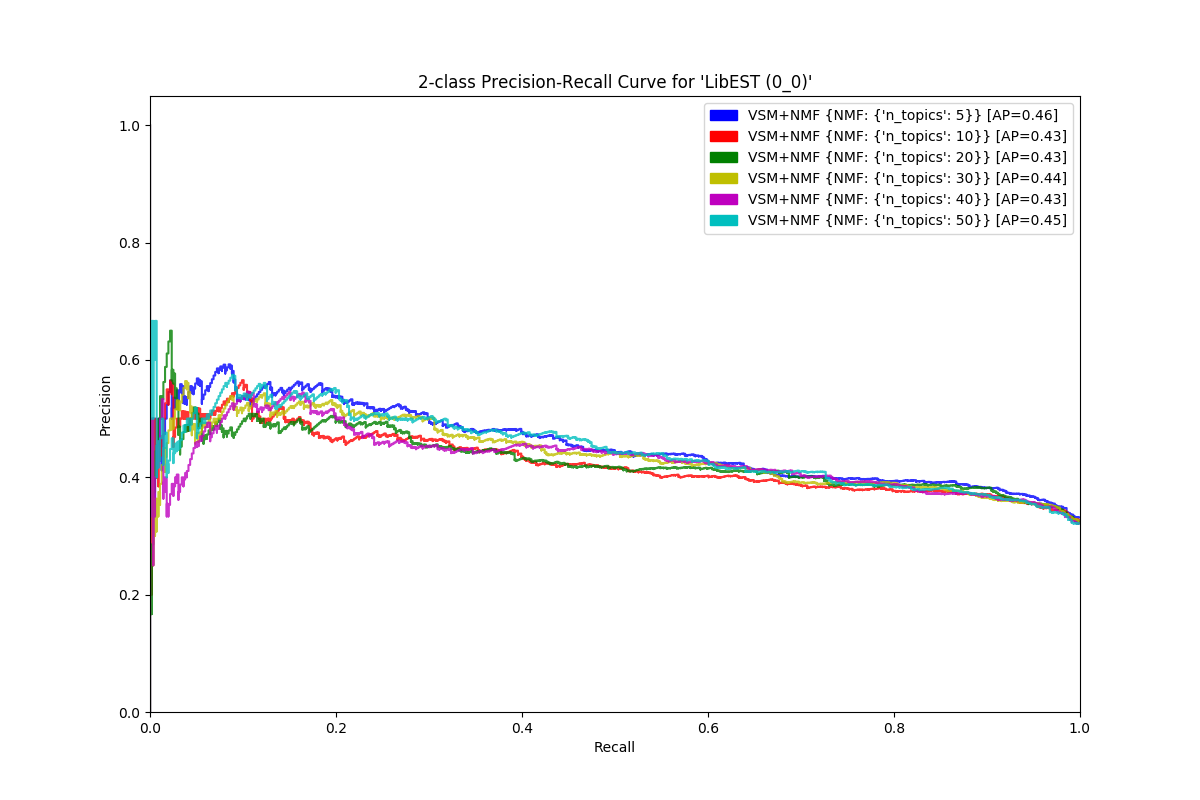 2-class Precision-Recall Curve for 'LibEST (0_0)'
VSM+NMF {NMF: {'n_topics': 5}} [AP=0.46]
VSM+NMF {NMF: {'n_topics': 10}} [AP=0.43]
VSM+NMF {NMF: {'n_topics': 20}} [AP=0.43]
VSM+NMF {NMF: {'n_topics': 30}} [AP=0.44]
VSM+NMF {NMF: {'n_topics': 40}} [AP=0.43]
VSM+NMF {NMF: {'n_topics': 50}} [AP=0.45]
1.0
0.8
0.6
0.4
0.2
0.0
Precision
0.0 0.2 0.4 0.6 0.8 1.0
Recall